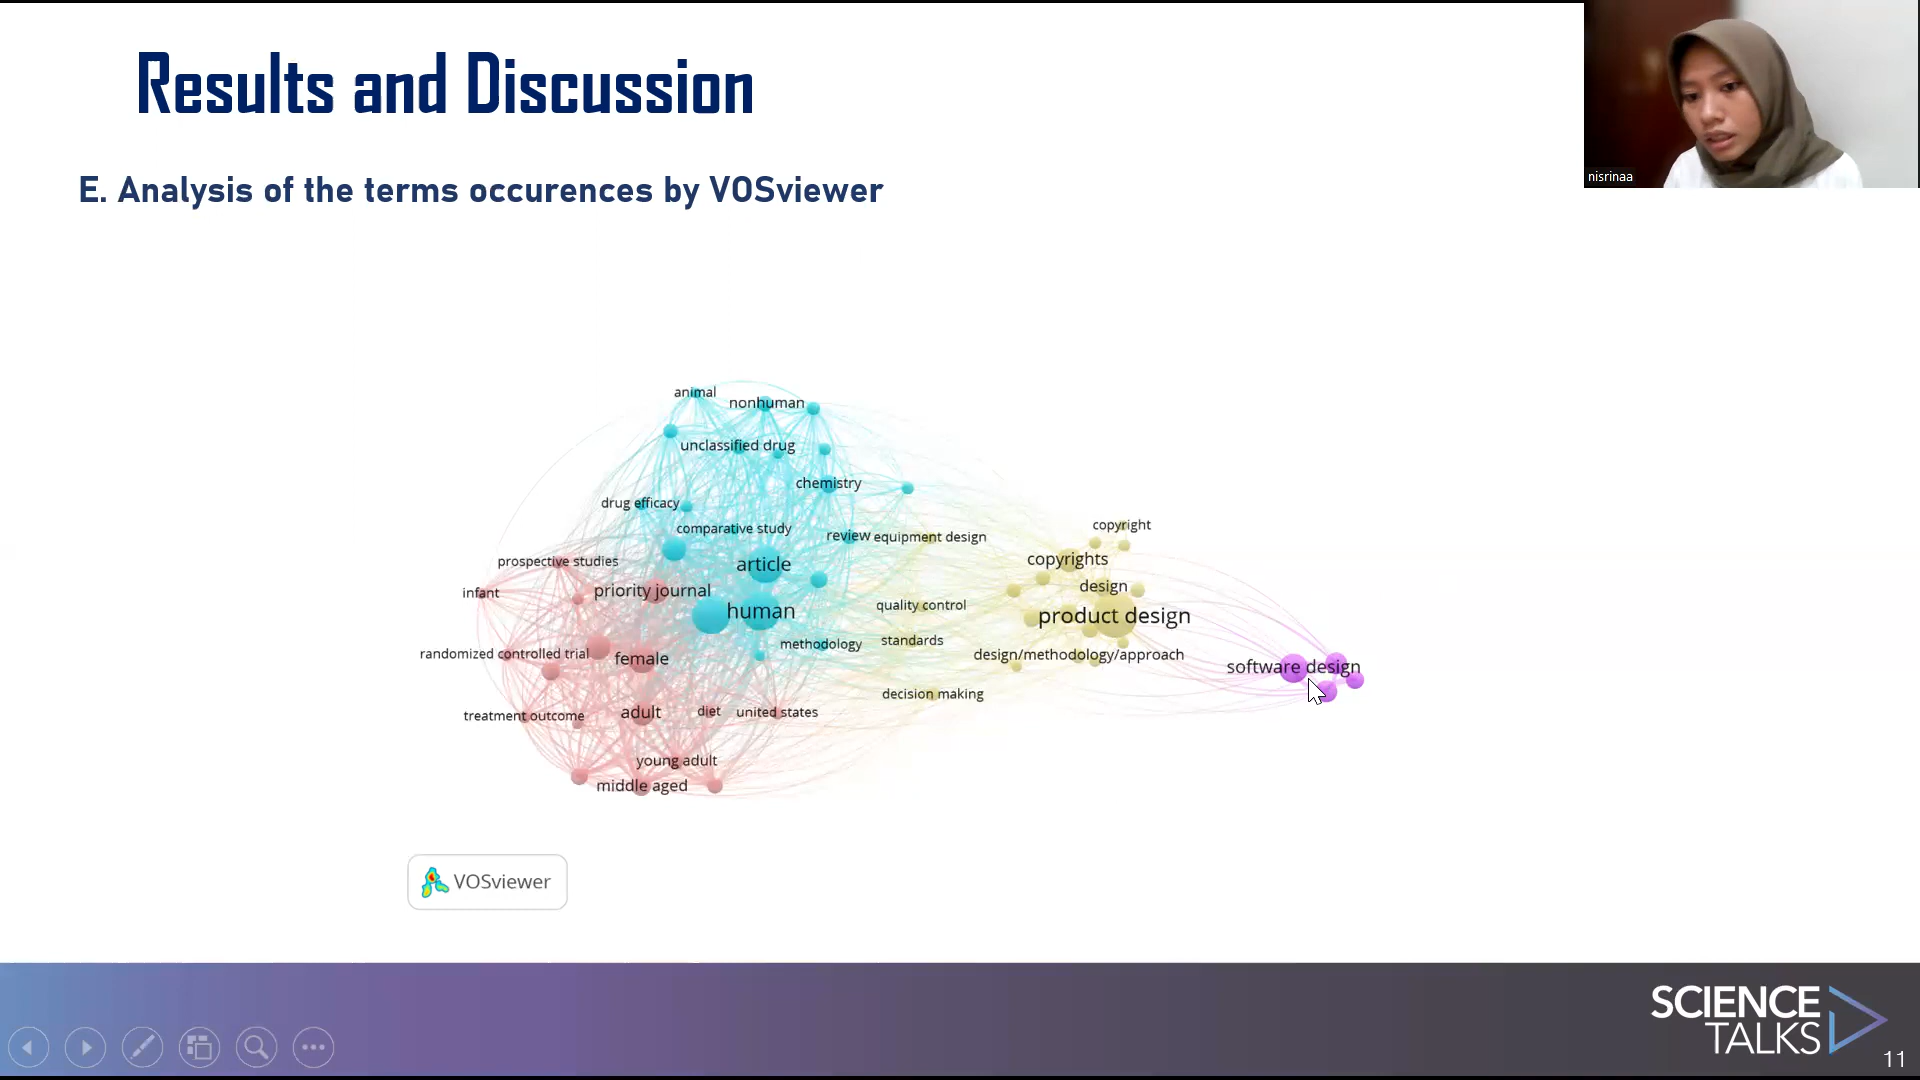 Results and Discussion
nisrinaa
E. Analysis of the terms occurences by VOSviewer
animal
nonhuman
unclassified drug
chemistry
drug efficacy
comparative study
copyright
review
equipment design
prospective studies
article
copyrights
infant
priority journal
design
human
quality control
product design
methodology
standards
randomized controlled trial
female
design/methodology/approach
software design
decision making
treatment outcome
adult
diet
united states
young adult
middle aged
VOSviewer
SCIENCE
TALKS
11